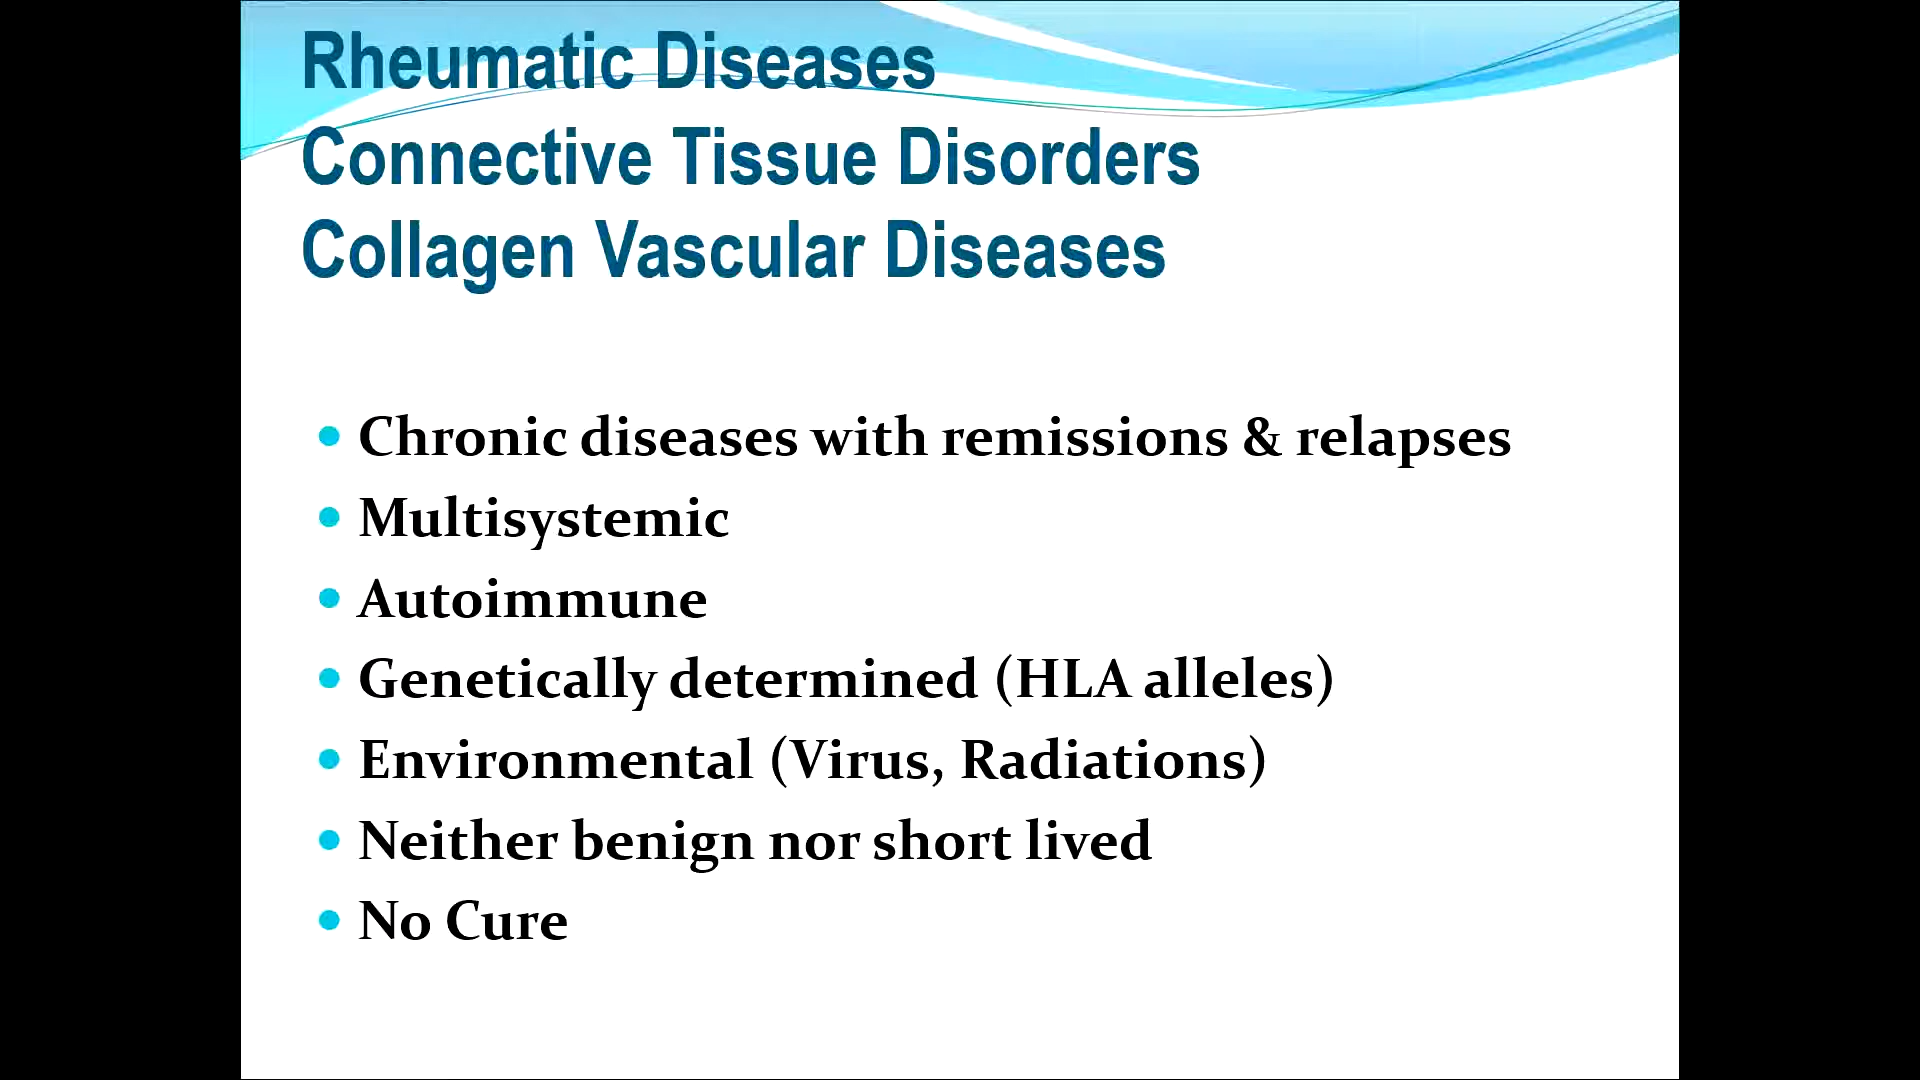 Rheumatic Diseases
Connective Tissue Disorders
Collagen Vascular Diseases
• Chronic diseases with remissions & relapses
• Multisystemic
• Autoimmune
• Genetically determined (HLA alleles)
• Environmental (Virus, Radiations)
• Neither benign nor short lived
• No Cure